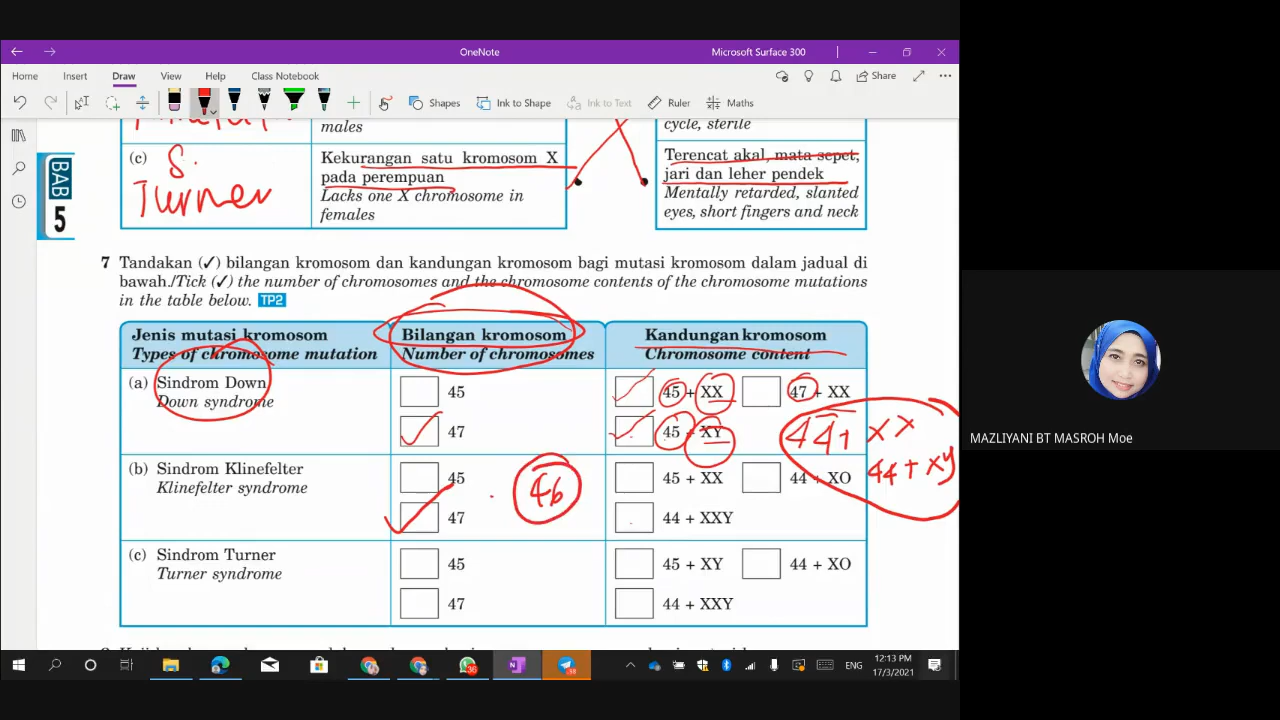 OneNote
Microsoft Surface 300
Home Insert Draw View Help Class Notebook
Share
Shapes Ink to Shape Ink to Text Ruler Maths
males
cycle, sterile
(c) S. Turner
Kekurangan satu kromosom X
pada perempuan
Lacks one X chromosome in
females
Terencat akal, mata sepet,
jari dan leher pendek
Mentally retarded, slanted
eyes, short fingers and neck
BAB
5
7 Tandakan (✓) bilangan kromosom dan kandungan kromosom bagi mutasi kromosom dalam jadual di
bawah./Tick (✓) the number of chromosomes and the chromosome contents of the chromosome mutations
in the table below. TP2
Jenis mutasi kromosom
Types of chromosome mutation
Bilangan kromosom
Number of chromosomes
Kandungan kromosom
Chromosome content
(a) Sindrom Down
Down syndrome
45
✓ 47
✓ 45 + XX
47 + XX
✓ 45 + XY
44 + XX
44 + XY
(b) Sindrom Klinefelter
Klinefelter syndrome
45
✓ 47
46
45 + XX
44 + XO
44 + XXY
(c) Sindrom Turner
Turner syndrome
45
47
45 + XY
44 + XO
44 + XXY
MAZLIYANI BT MASROH Moe
ENG
12:13 PM
17/3/2021